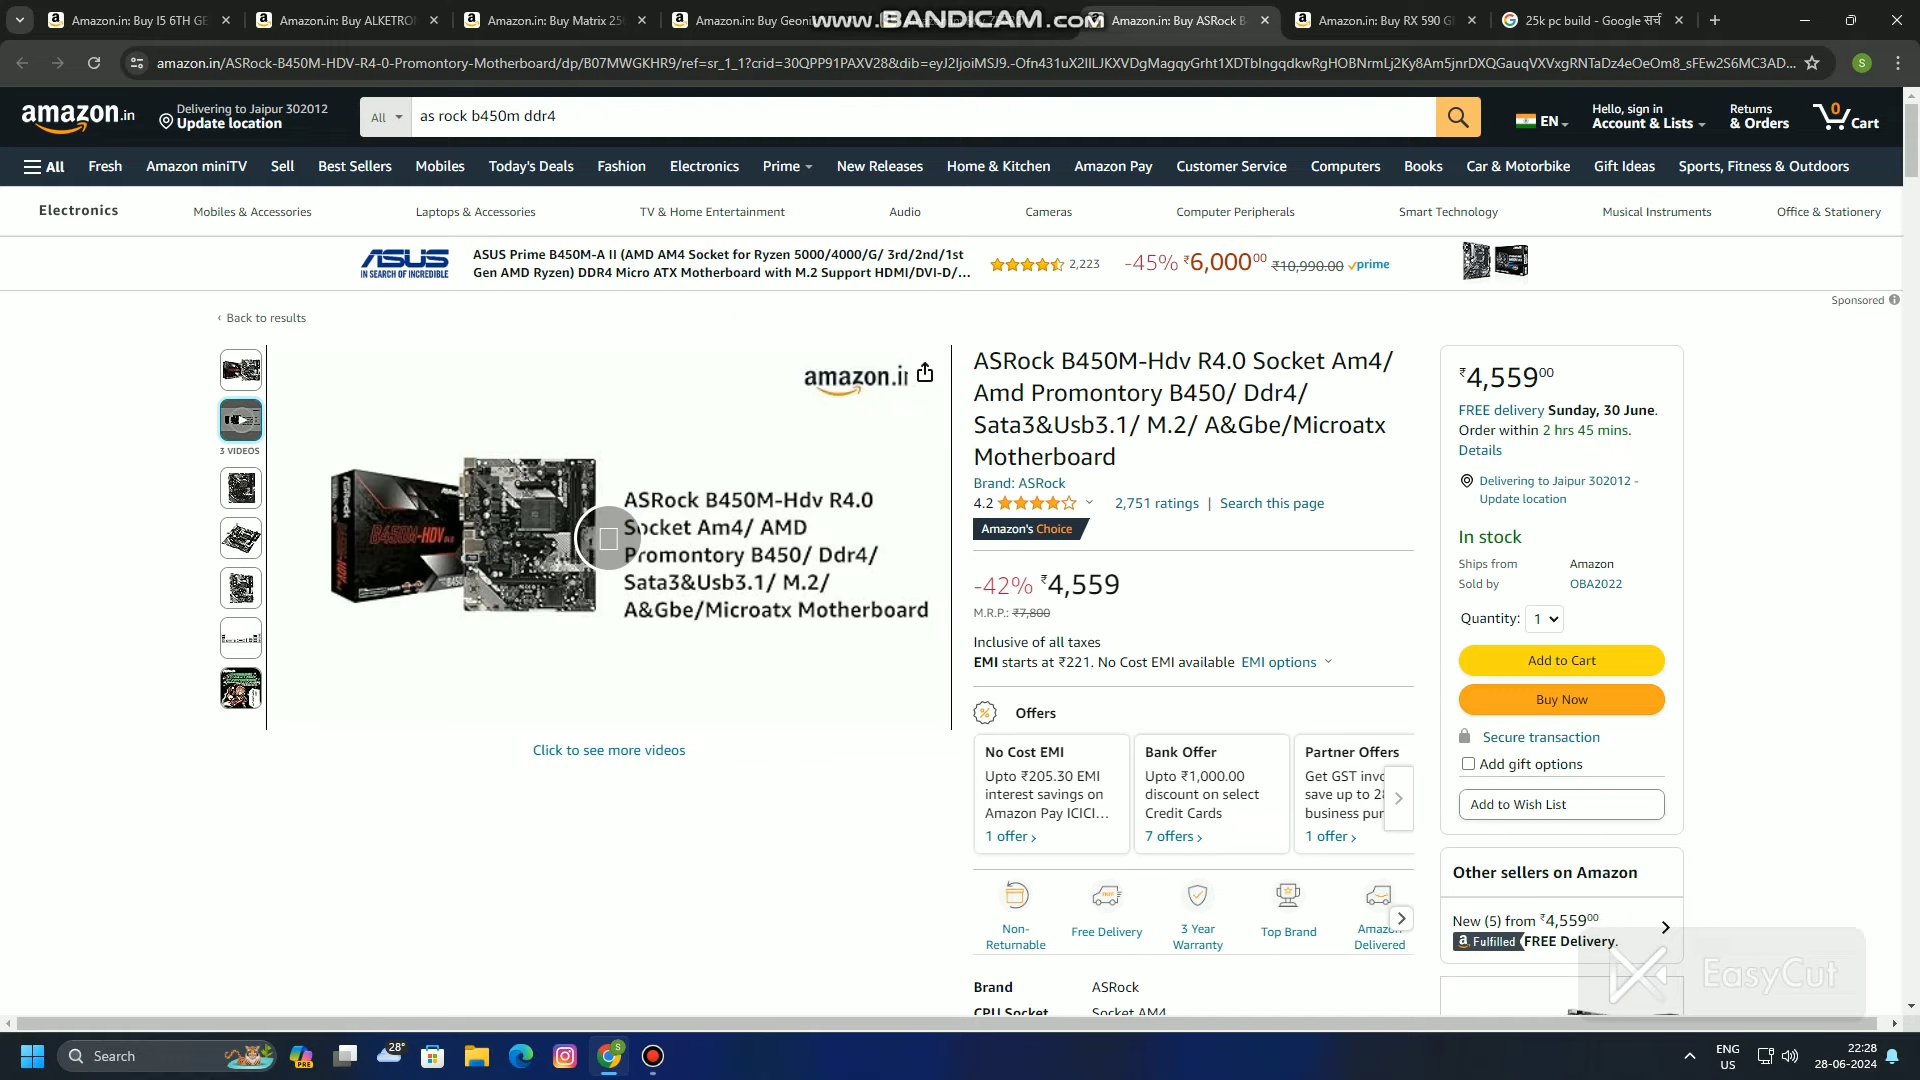 Amazon.in: Buy I5 6TH GE
Amazon.in: Buy ALKETRON
Amazon.in: Buy Matrix 25
Amazon.in: Buy Geoni
www.BANDICAM.com
Amazon.in: Buy ASRock B
Amazon.in: Buy RX 590 G
25k pc build - Google सर्च
amazon.in/ASRock-B450M-HDV-R4-0-Promontory-Motherboard/dp/B07MWGKHR9/ref=sr_1_1?crid=30QPP91PAXV28&dib=
S
amazon.in
Delivering to Jaipur 302012
Update location
All
as rock b450m ddr4
EN
Hello, sign in
Account & Lists
Returns
& Orders
0
Cart
All
Fresh
Amazon miniTV
Sell
Best Sellers
Mobiles
Today's Deals
Fashion
Electronics
Prime
New Releases
Home & Kitchen
Amazon Pay
Customer Service
Computers
Books
Car & Motorbike
Gift Ideas
Sports, Fitness & Outdoors
Electronics
Mobiles & Accessories
Laptops & Accessories
TV & Home Entertainment
Audio
Cameras
Computer Peripherals
Smart Technology
Musical Instruments
Office & Stationery
ASUS
IN SEARCH OF INCREDIBLE
ASUS Prime B450M-A II (AMD AM4 Socket for Ryzen 5000/4000/G/ 3rd/2nd/1st
Gen AMD Ryzen) DDR4 Micro ATX Motherboard with M.2 Support HDMI/DVI-D/...
2,223
-45% ₹6,000.00 ₹10,990.00 prime
Sponsored
‹ Back to results
3 VIDEOS
amazon.in
ASRock B450M-Hdv R4.0
Socket Am4/ AMD
Promontory B450/ Ddr4/
Sata3&Usb3.1/ M.2/
A&Gbe/Microatx Motherboard
Click to see more videos
ASRock B450M-Hdv R4.0 Socket Am4/
Amd Promontory B450/ Ddr4/
Sata3&Usb3.1/ M.2/ A&Gbe/Microatx
Motherboard
Brand: ASRock
4.2
2,751 ratings | Search this page
Amazon's Choice
-42% ₹4,559
M.R.P.: ₹7,800
Inclusive of all taxes
EMI starts at ₹221. No Cost EMI available EMI options
Offers
No Cost EMI
Upto ₹205.30 EMI
interest savings on
Amazon Pay ICICI...
1 offer ›
Bank Offer
Upto ₹1,000.00
discount on select
Credit Cards
7 offers ›
Partner Offers
Get GST invo
save up to 28
business pur
1 offer ›
Non-
Returnable
Free Delivery
3 Year
Warranty
Top Brand
Amazon
Delivered
Brand
ASRock
CPU Socket
Socket AM4
₹4,559.00
FREE delivery Sunday, 30 June.
Order within 2 hrs 45 mins.
Details
Delivering to Jaipur 302012 -
Update location
In stock
Ships from
Amazon
Sold by
OBA2022
Quantity: 1
Add to Cart
Buy Now
Secure transaction
Add gift options
Add to Wish List
Other sellers on Amazon
New (5) from ₹4,559.00
a Fulfilled FREE Delivery.
EasyCut
Search
PRE
28°
S
ENG
US
22:28
28-06-2024